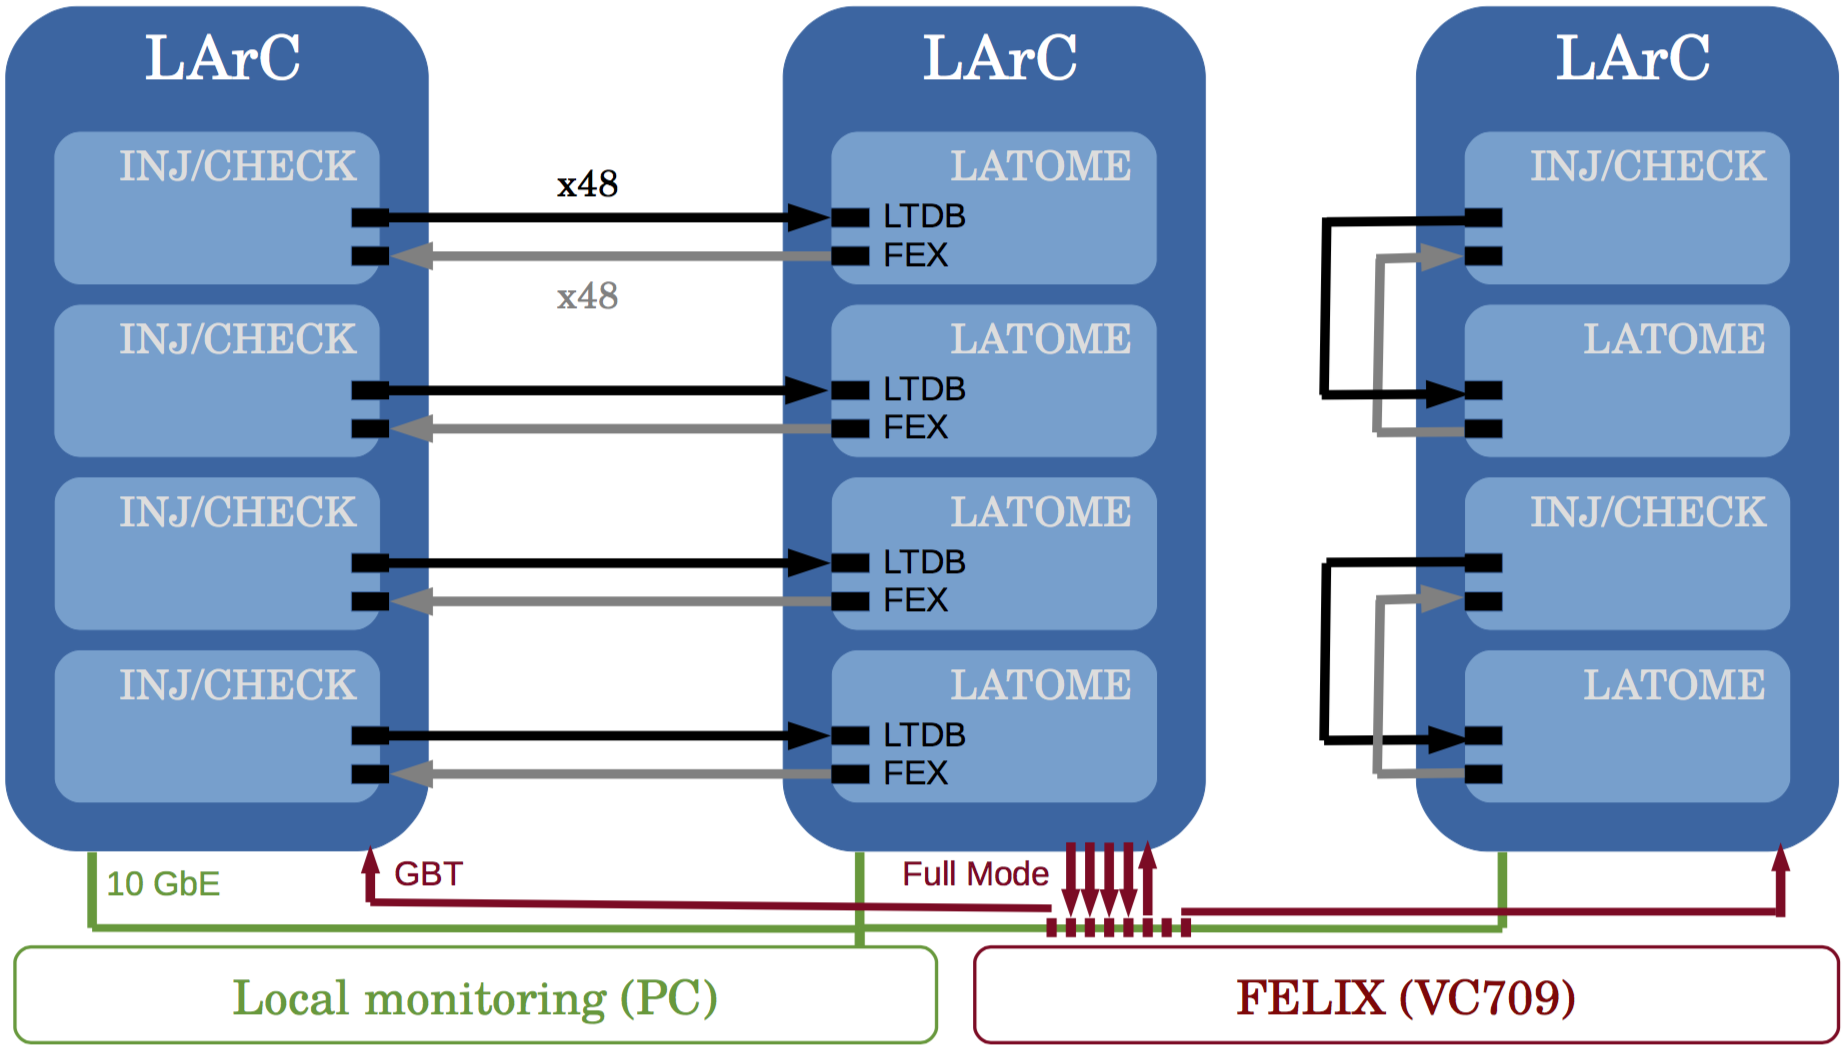 LArC
INJ/CHECK
INJ/CHECK
INJ/CHECK
INJ/CHECK
x48
x48
LArC
LATOME
LTDB
FEX
LATOME
LTDB
FEX
LATOME
LTDB
FEX
LATOME
LTDB
FEX
LArC
INJ/CHECK
LATOME
INJ/CHECK
LATOME
10 GbE
GBT
Full Mode
Local monitoring (PC)
FELIX (VC709)